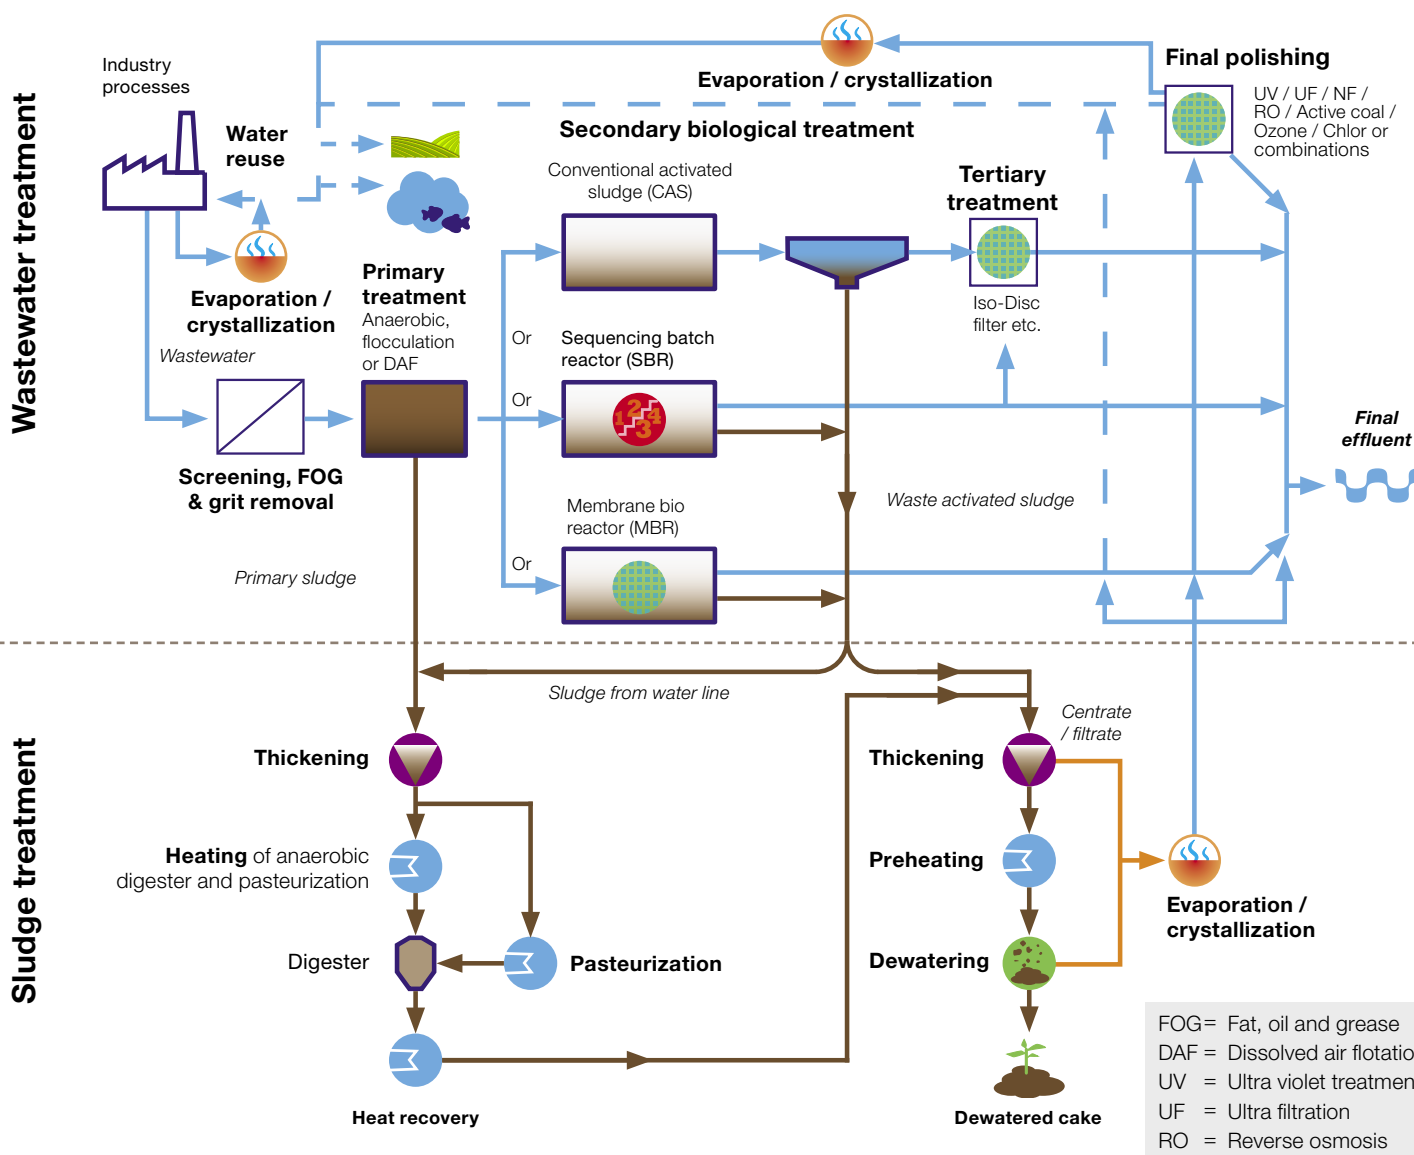 Wastewater treatment
Industry
processes
Water
reuse
Evaporation / crystallization
Final polishing
UV / UF / NF /
RO / Active coal /
Ozone / Chlor or
combinations
Secondary biological treatment
Conventional activated
sludge (CAS)
Tertiary
treatment
Iso-Disc
filter etc.
Evaporation /
crystallization
Primary
treatment
Anaerobic,
flocculation
or DAF
Wastewater
Or
Sequencing batch
reactor (SBR)
Or
1 2 3 4
Screening, FOG
& grit removal
Final
effluent
Waste activated sludge
Membrane bio
reactor (MBR)
Or
Primary sludge
Sludge treatment
Sludge from water line
Centrate
/ filtrate
Thickening
Thickening
Heating of anaerobic
digester and pasteurization
Preheating
Evaporation /
crystallization
Digester
Pasteurization
Dewatering
Heat recovery
Dewatered cake
FOG= Fat, oil and grease
DAF = Dissolved air flotatio
UV = Ultra violet treatmen
UF = Ultra filtration
RO = Reverse osmosis